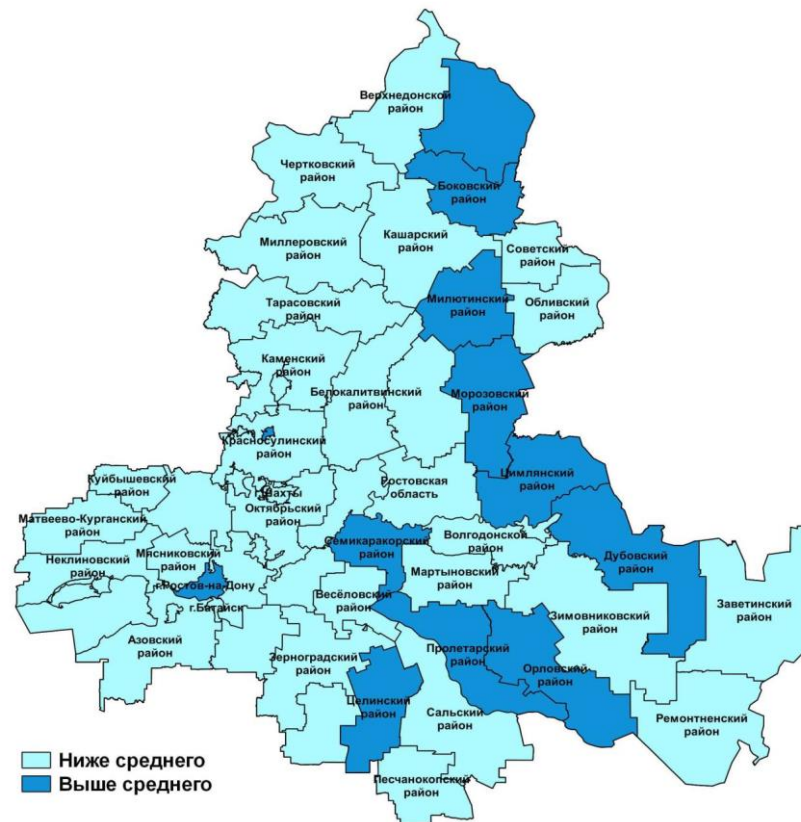 Верхнедонской
район
Чертковский
район
Боковский
район
Миллеровский
район
Кашарский
район
Советский
район
Милютинский
район
Обливский
район
Тарасовский
район
Каменский
район
Белокалитвинский
район
Морозовский
район
Красносулинский
район
Цимлянский
район
Куйбышевский
район
г.Шахты
Октябрьский
район
Ростовская
область
Матвеево-Курганский
район
Семикаракорский
район
Волгодонской
район
Дубовский
район
Неклиновский
район
Мясниковский
район
г.Ростов-на-Дону
г.Батайск
Весёловский
район
Мартыновский
район
Зимовниковский
район
Заветинский
район
Азовский
район
Зерноградский
район
Пролетарский
район
Орловский
район
Целинский
район
Сальский
район
Ремонтненский
район
Песчанокопский
район
Ниже среднего
Выше среднего